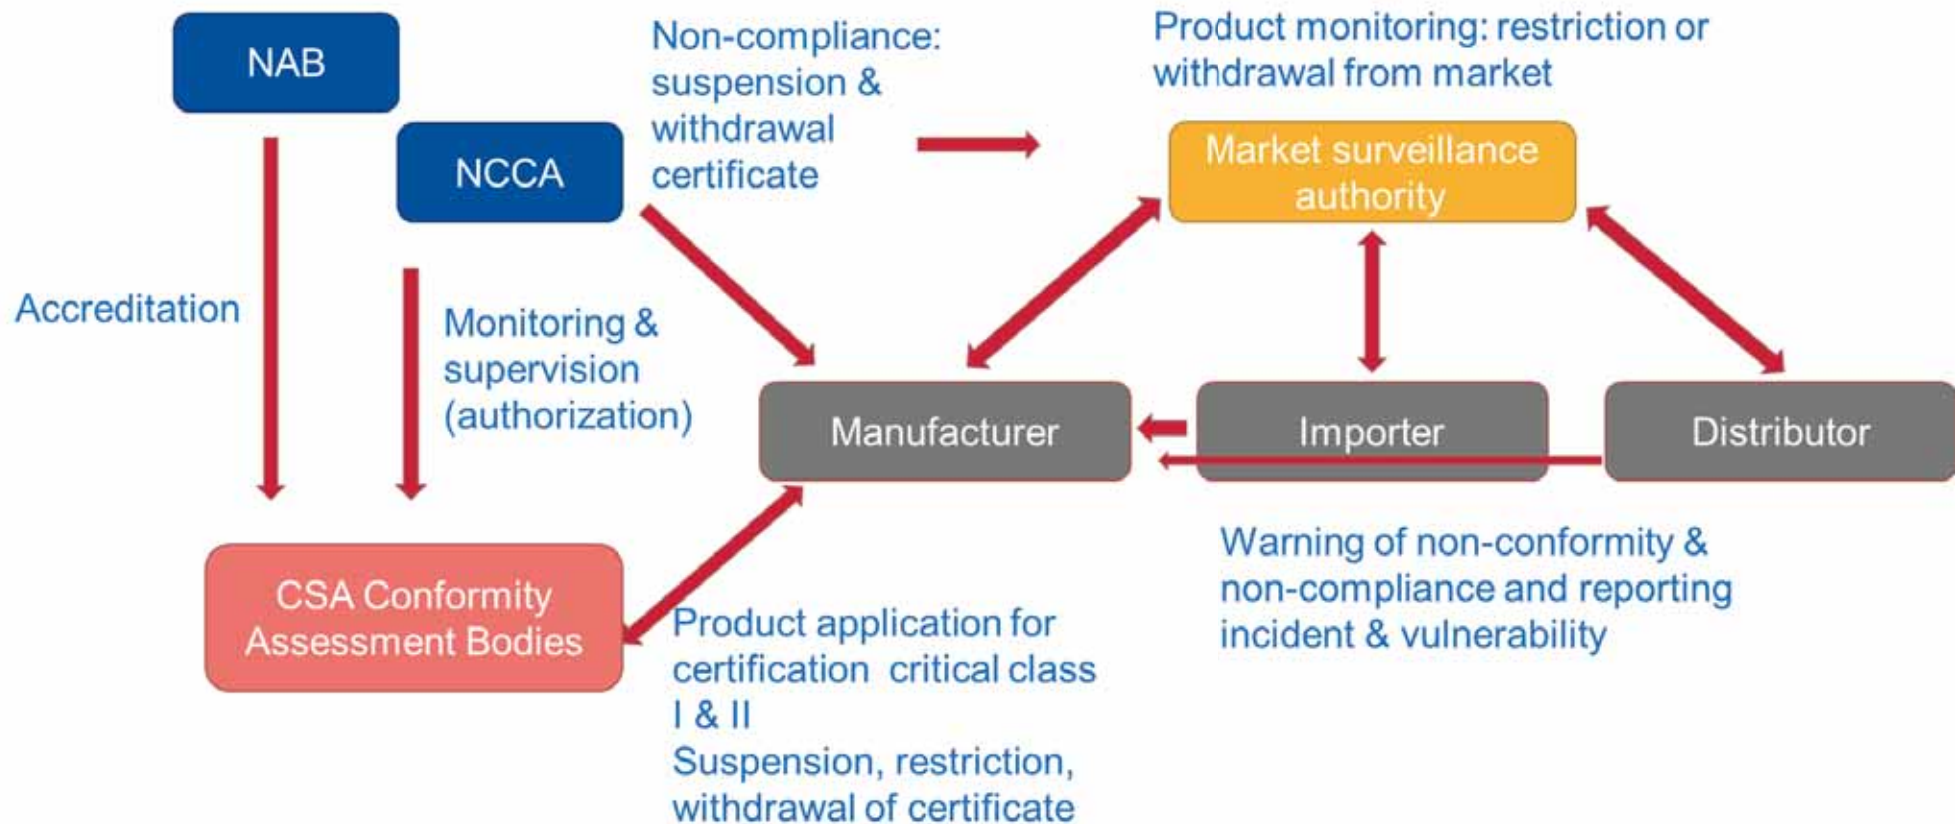 NAB
Non-compliance:
suspension &
withdrawal
certificate
Product monitoring: restriction or
withdrawal from market
NCCA
Market surveillance
authority
Accreditation
Monitoring &
supervision
(authorization)
Manufacturer
Importer
Distributor
CSA Conformity
Assessment Bodies
Product application for
certification critical class
I & II
Suspension, restriction,
withdrawal of certificate
Warning of non-conformity &
non-compliance and reporting
incident & vulnerability